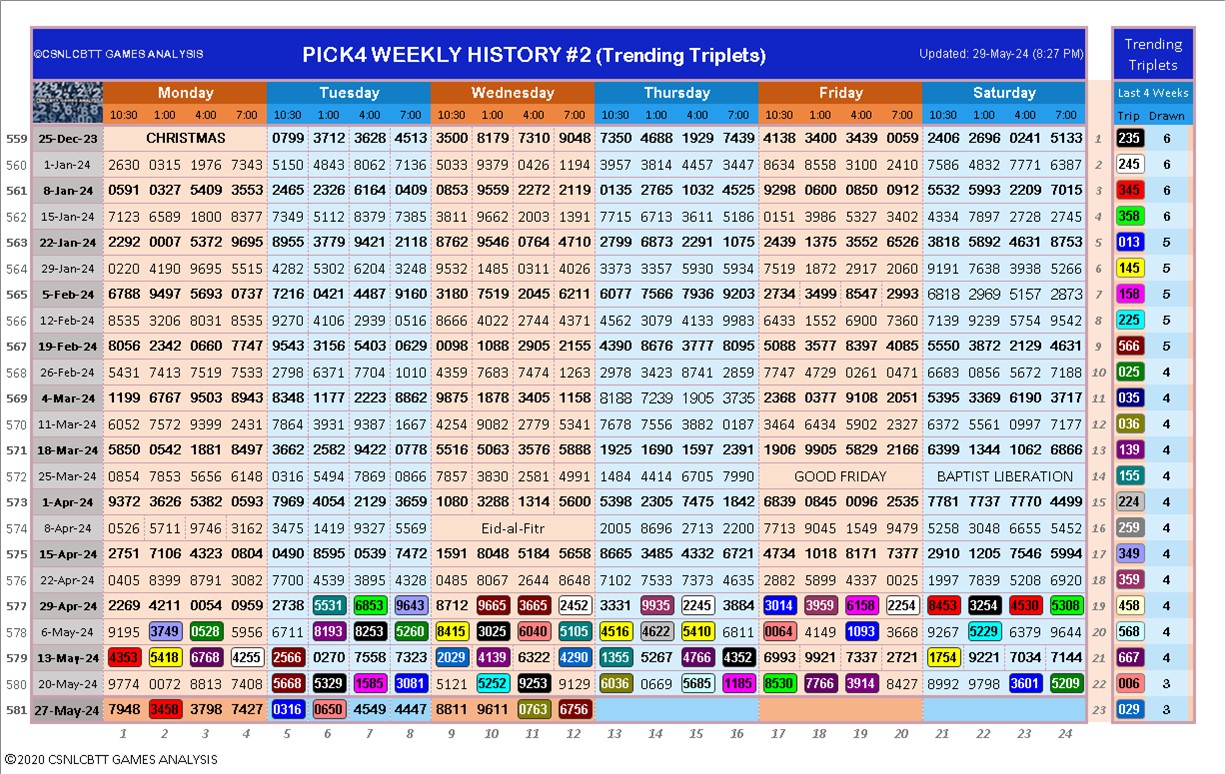 ©CSNLCBTT GAMES ANALYSIS PICK4 WEEKLY HISTORY #2 (Trending Triplets) Updated: 29-May-24 (8:27 PM) Trending
Triplets
Monday Tuesday Wednesday Thursday Friday Saturday Last 4 Weeks
10:30 1:00 4:00 7:00 10:30 1:00 4:00 8:00 10:30 1:00 4:00 7:00 10:30 1:00 4:00 7:00 10:30 1:00 4:00 7:00 10:30 1:00 4:00 7:00 Trip Drawn
559 25-Dec-23 CHRISTMAS 0799 3712 3628 4513 3500 8179 7310 9048 7350 4688 1929 7439 4138 3400 3439 0059 2406 2696 0241 5133 1 235 6
560 1-Jan-24 2630 0315 1976 7343 5150 4843 8062 7136 5033 9379 0426 1194 3957 3814 4457 3447 8634 8558 3100 2410 7586 4832 7771 6387 2 245 6
561 8-Jan-24 0591 0327 5409 3553 2465 2326 6164 0409 0853 9559 2272 2119 0135 2765 1032 4525 9298 0600 0850 0912 5532 5993 2209 7015 3 345 6
562 15-Jan-24 7123 6589 1800 8377 7349 5112 8379 7385 3811 9662 2003 1391 7715 6713 3611 5186 0151 3986 5327 3402 4334 7897 2728 2745 4 358 6
563 22-Jan-24 2292 0007 5372 9695 8955 3779 9421 2118 8762 9546 0764 4710 2799 6873 2291 1075 2439 1375 3552 6526 3818 5892 4631 8753 5 013 5
564 29-Jan-24 0220 4190 9695 5515 4282 5302 6204 3248 9532 1485 0311 4026 3373 3357 5930 5934 7519 1872 2917 2060 9191 7638 3938 5266 6 145 5
565 5-Feb-24 6788 9497 5693 0737 7216 0421 4487 9168 3180 7519 2045 6211 6077 7566 7936 9203 2734 3499 8547 2993 6818 2969 5157 2873 7 158 5
566 12-Feb-24 8535 3206 8031 8535 9270 4106 2939 0518 0666 4022 2744 4371 4562 3079 4133 9983 6433 1552 6900 7360 7139 9239 5754 9542 8 225 5
567 19-Feb-24 8056 2342 0660 7747 9543 3156 5403 0629 0098 1088 2905 2155 4390 8676 3777 8095 5088 3577 8397 4085 5550 3872 2129 4631 9 566 5
568 26-Feb-24 5431 7413 7519 7533 2798 6371 7704 1010 4359 7683 7474 1263 2978 3423 8741 2859 7747 4729 0261 0471 6683 0856 5672 7188 10 025 4
569 4-Mar-24 1199 6767 9503 8943 8348 1177 2223 8862 9875 1878 3405 1158 8188 7239 1905 3735 2368 0377 9108 2051 5395 3369 6190 3717 11 035 4
570 11-Mar-24 6052 7572 9399 2431 7864 3931 9387 1667 4254 9082 2779 5341 7678 7556 3882 0187 3464 6434 5902 2327 6372 5561 0997 7177 12 036 4
571 18-Mar-24 5850 0542 1881 8497 3662 2582 9422 0778 5516 5063 3576 5888 1925 1690 1597 2391 1906 9905 5829 2166 6199 1344 1062 6866 13 139 4
572 25-Mar-24 0854 7853 5656 6148 0316 5494 7869 0866 0857 3830 2581 4991 1484 4414 6705 7990 GOOD FRIDAY BAPTIST LIBERATION 14 155 4
573 1-Apr-24 9372 3626 5382 0593 7969 4054 2129 3659 1080 3288 1314 5600 5398 2305 7475 1842 6839 0845 0096 2535 7781 7737 7770 4499 15 224 4
574 8-Apr-24 0526 5711 9746 3162 3475 1419 9327 5569 Eid-al-Fitr 2005 8696 2713 2200 7713 9045 1549 9479 5258 3048 6655 5452 16 259 4
575 15-Apr-24 2751 7106 4323 0804 0490 8595 0539 7472 1591 8048 5184 5658 8665 3485 4332 6721 4734 1018 8171 7377 2910 1205 7546 5994 17 349 4
576 22-Apr-24 0405 8399 8791 3082 7700 4539 3895 4328 0485 8067 2644 8648 7102 7533 7373 4635 2882 5899 4337 0025 1997 7839 5208 6920 18 359 4
577 29-Apr-24 2269 4211 0054 0959 2738 5531 6853 9643 8712 9665 3665 2452 3331 9935 2245 3884 3014 3959 6158 2254 8453 3254 4530 5308 19 458 4
578 6-May-24 9195 3749 0528 5956 6711 8193 8253 5260 8415 3025 6040 5105 4516 4622 5410 6811 0064 4149 1093 3668 9267 5229 6379 9644 20 568 4
579 13-May-24 4353 5418 6768 4255 2566 0270 7558 7323 2029 4139 6322 4290 1355 5267 4766 4352 6993 9921 7337 2721 1754 9221 7034 7144 21 667 4
580 20-May-24 9774 0072 8813 7408 5668 5329 1585 3081 5121 5252 9253 9129 6036 0669 5685 1185 8530 7766 3914 8427 8992 9798 3601 5209 22 006 3
581 27-May-24 7948 3458 3798 7427 0316 0650 4549 4447 8811 9611 0763 6756 23 029 3
1 2 3 4 5 6 7 8 9 10 11 12 13 14 15 16 17 18 19 20 21 22 23 24
©2020 CSNLCBTT GAMES ANALYSIS